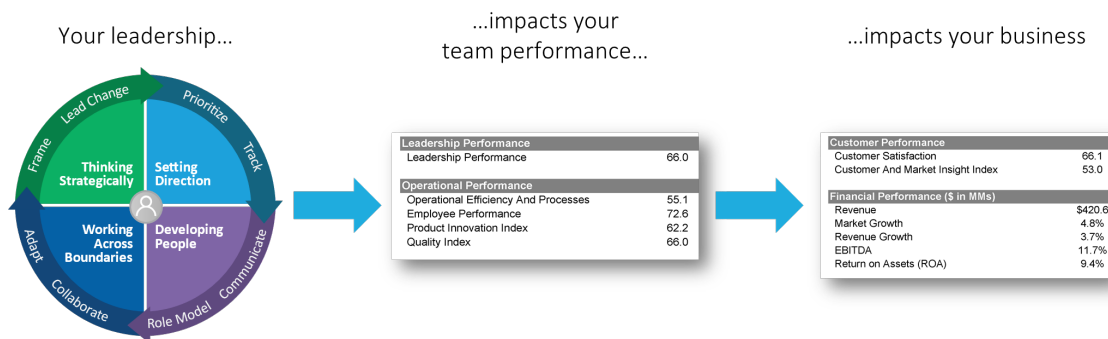 Your leadership...
...impacts your
team performance...
...impacts your business
Lead Change
Frame
Prioritize
Track
Thinking
Strategically
Setting
Direction
Working
Across
Boundaries
Developing
People
Adapt
Collaborate
Role Model
Communicate
Leadership Performance
Leadership Performance 66.0
Operational Performance
Operational Efficiency And Processes 55.1
Employee Performance 72.6
Product Innovation Index 62.2
Quality Index 66.0
Customer Performance
Customer Satisfaction 66.1
Customer And Market Insight Index 53.0
Financial Performance ($ in MMs)
Revenue $420.6
Market Growth 4.8%
Revenue Growth 3.7%
EBITDA 11.7%
Return on Assets (ROA) 9.4%